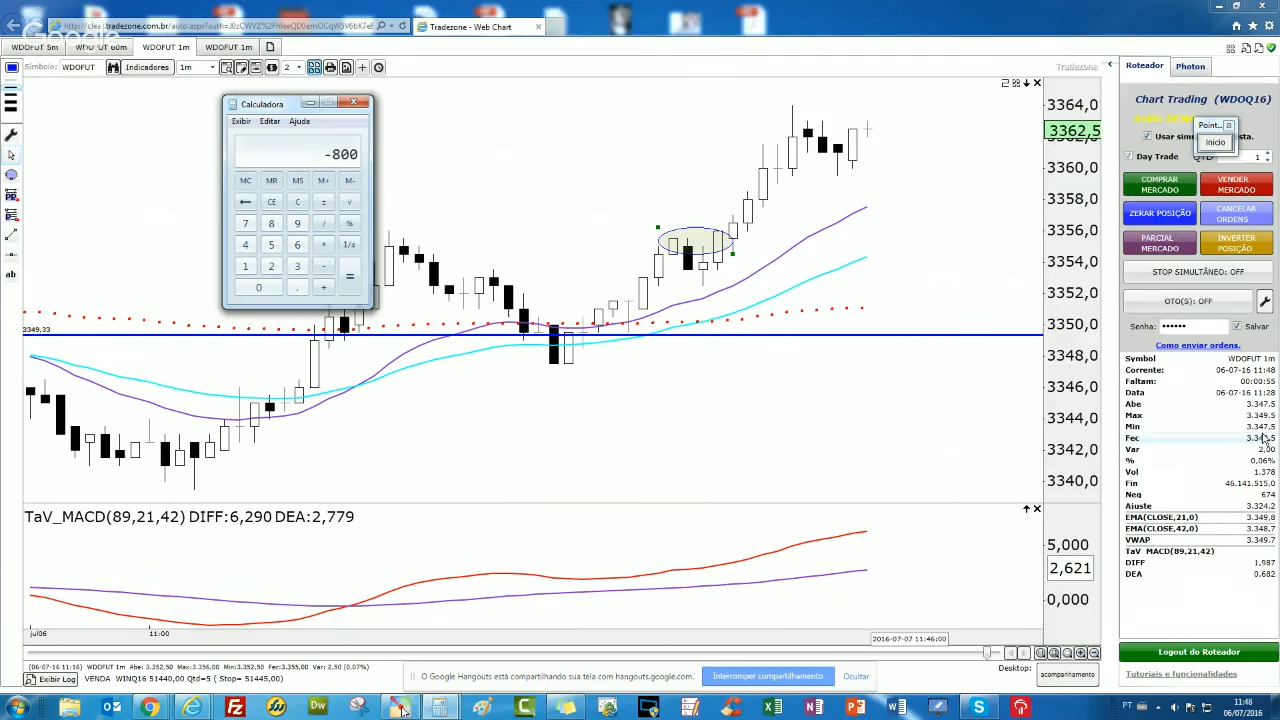 Tradezone - Web Chart
Google
WDOFUT 5m WDOFUT 60m WDOFUT 1m WDOFUT 1m
Símbolo: WDOFUT Indicadores 1m 2
Tradezone
Calculadora
Exibir Editar Ajuda
-800
MC MR MS M+ M-
← CE C ± √
7 8 9 / %
4 5 6 * 1/x
1 2 3 - =
0 . +
3364,0
3362,5
3360,0
3358,0
3356,0
3354,0
3352,0
3350,0
3348,0
3346,0
3344,0
3342,0
3340,0
3349,33
TaV_MACD(89,21,42) DIFF:6,290 DEA:2,779
5,000
2,621
0,000
jul06 11:00
2016-07-07 11:46:00
Roteador Photon
Chart Trading (WDOQ16)
Point...
Inicio
Day Trade QTD 1
COMPRAR MERCADO
VENDER MERCADO
ZERAR POSIÇÃO
CANCELAR ORDENS
PARCIAL MERCADO
INVERTER POSIÇÃO
STOP SIMULTÂNEO: OFF
OTO(S): OFF
Senha: •••••• Salvar
Como enviar ordens.
Symbol WDOFUT 1m
Corrente: 06-07-16 11:48
Faltam: 00:00:55
Data 06-07-16 11:28
Abe 3.347.5
Max 3.349.5
Min 3.347.5
Fec
Var 2,00
% 0,06%
Vol 1.378
Fin 46.141.515,0
Neg 674
Ajuste 3.324.2
EMA(CLOSE,21,0) 3.349.8
EMA(CLOSE,42,0) 3.348.7
VWAP 3.349.7
TaV MACD(89,21,42)
DIFF 1,987
DEA 0,682
Logout do Roteador
Tutoriais e funcionalidades
(06-07-16 11:16) WDOFUT 1m Abe: 3.352,50 Max:3.356,00 Min:3.352,50 Fec:3.355,00 Var: 2,50 (0.07%)
Exibir Log VENDA WINQ16 51440,00 Qtd=5 ( Stop= 51445,00)
O Google Hangouts está compartilhando sua tela com hangouts.google.com. Interromper compartilhamento Ocultar
Desktop: acompanhamento
PT 11:48
06/07/2016